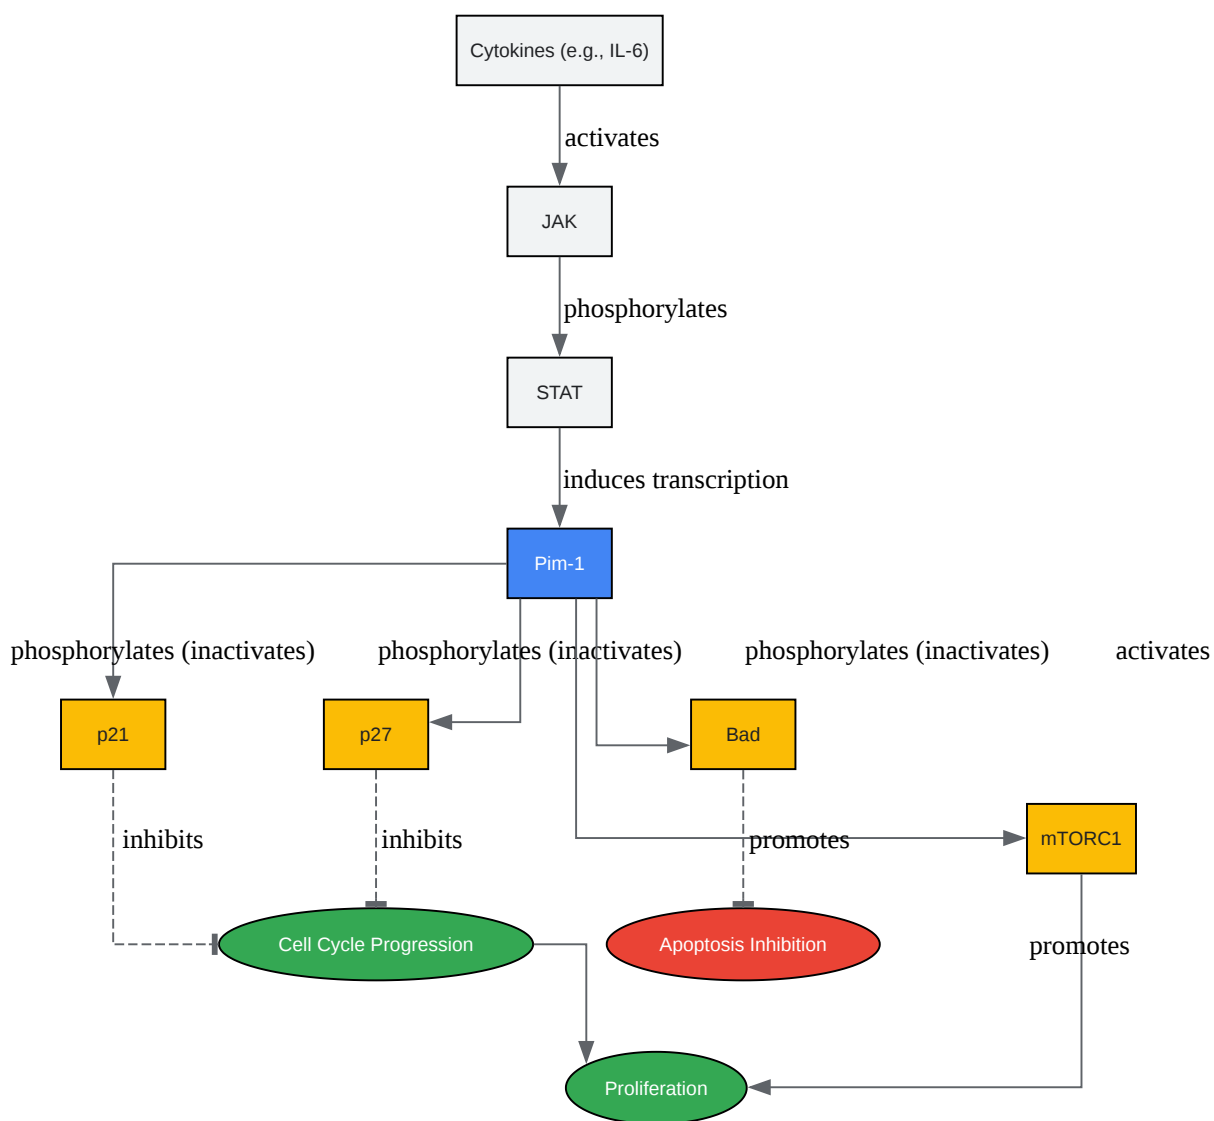 Cytokines (e.g., IL-6)
activates
JAK
phosphorylates
STAT
induces transcription
Pim-1
phosphorylates (inactivates)
phosphorylates (inactivates)
phosphorylates (inactivates)
activates
p21
p27
Bad
inhibits
inhibits
promotes
mTORC1
Cell Cycle Progression
Apoptosis Inhibition
promotes
Proliferation